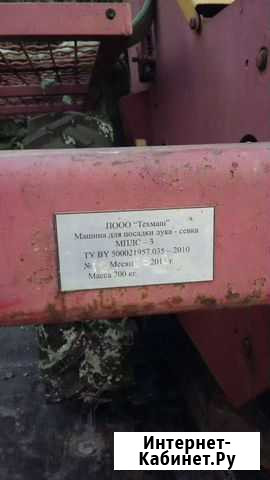 ПООО "Техмаш"
Машина для посадки лука - севка
МПЛС – 3
ТУ BY 500021957.035 – 2010
№ Месяц 201 г.
Масса 700 кг.
Интернет-
Кабинет.Ру